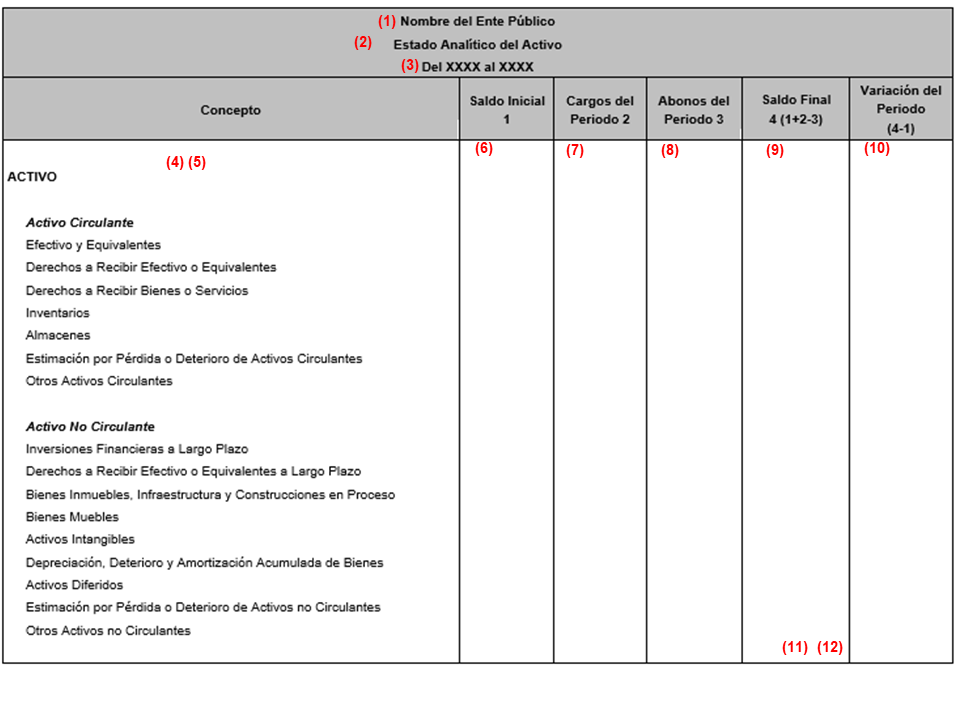 (1) Nombre del Ente Público
(2) Estado Analítico del Activo
(3) Del XXXX al XXXX
Concepto
Saldo Inicial
1
Cargos del
Periodo 2
Abonos del
Periodo 3
Saldo Final
4 (1+2-3)
Variación del
Periodo
(4-1)
(4) (5)
(6)
(7)
(8)
(9)
(10)
ACTIVO
Activo Circulante
Efectivo y Equivalentes
Derechos a Recibir Efectivo o Equivalentes
Derechos a Recibir Bienes o Servicios
Inventarios
Almacenes
Estimación por Pérdida o Deterioro de Activos Circulantes
Otros Activos Circulantes
Activo No Circulante
Inversiones Financieras a Largo Plazo
Derechos a Recibir Efectivo o Equivalentes a Largo Plazo
Bienes Inmuebles, Infraestructura y Construcciones en Proceso
Bienes Muebles
Activos Intangibles
Depreciación, Deterioro y Amortización Acumulada de Bienes
Activos Diferidos
Estimación por Pérdida o Deterioro de Activos no Circulantes
Otros Activos no Circulantes
(11) (12)